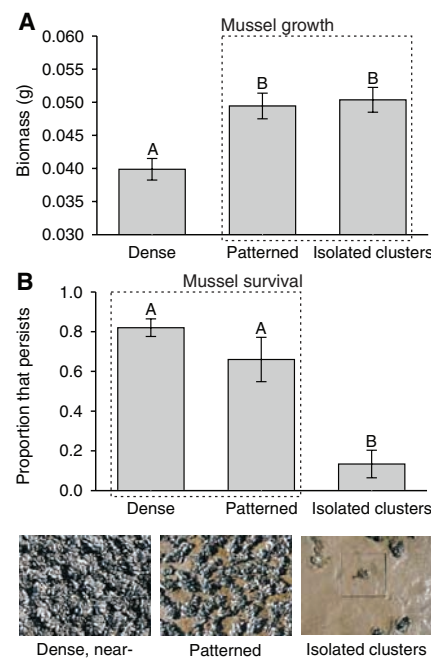 A
Mussel growth
Biomass (g)
0.060
0.055
0.050
0.045
0.040
0.035
0.030
A
B
B
Dense
Patterned
Isolated clusters
B
Mussel survival
Proportion that persists
1.0
0.8
0.6
0.4
0.2
0.0
A
A
B
Dense
Patterned
Isolated clusters
Dense, near-
Patterned
Isolated clusters